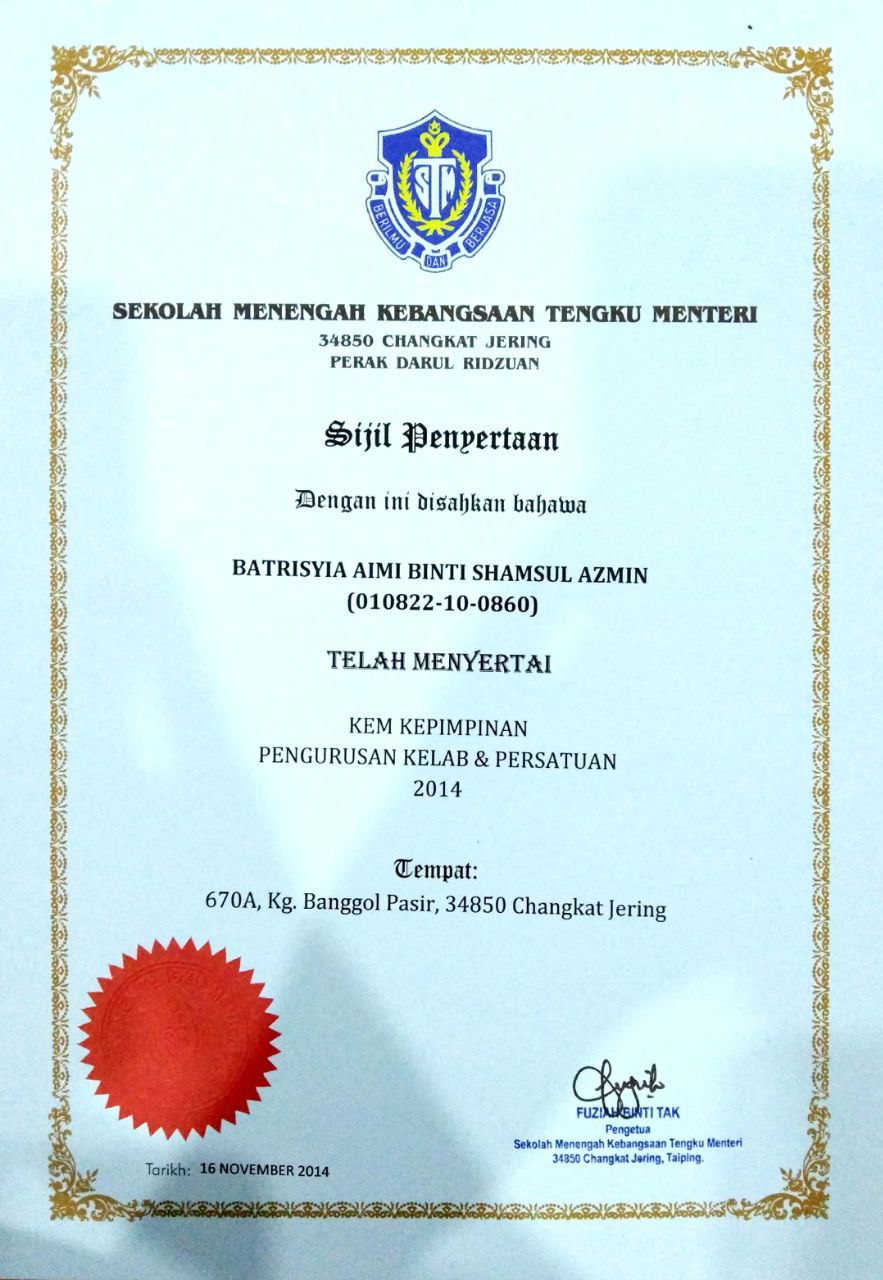 STM
BERILMU DAN BERJASA
SEKOLAH MENENGAH KEBANGSAAN TENGKU MENTERI
34850 CHANGKAT JERING
PERAK DARUL RIDZUAN
Sijil Penyertaan
Dengan ini disahkan bahawa
BATRISYIA AIMI BINTI SHAMSUL AZMIN
(010822-10-0860)
TELAH MENYERTAI
KEM KEPIMPINAN
PENGURUSAN KELAB & PERSATUAN
2014
Tempat:
670A, Kg. Banggol Pasir, 34850 Changkat Jering
FUZIAH BINTI TAK
Pengetua
Sekolah Menengah Kebangsaan Tengku Menteri
34850 Changkat Jering, Taiping.
Tarikh: 16 NOVEMBER 2014